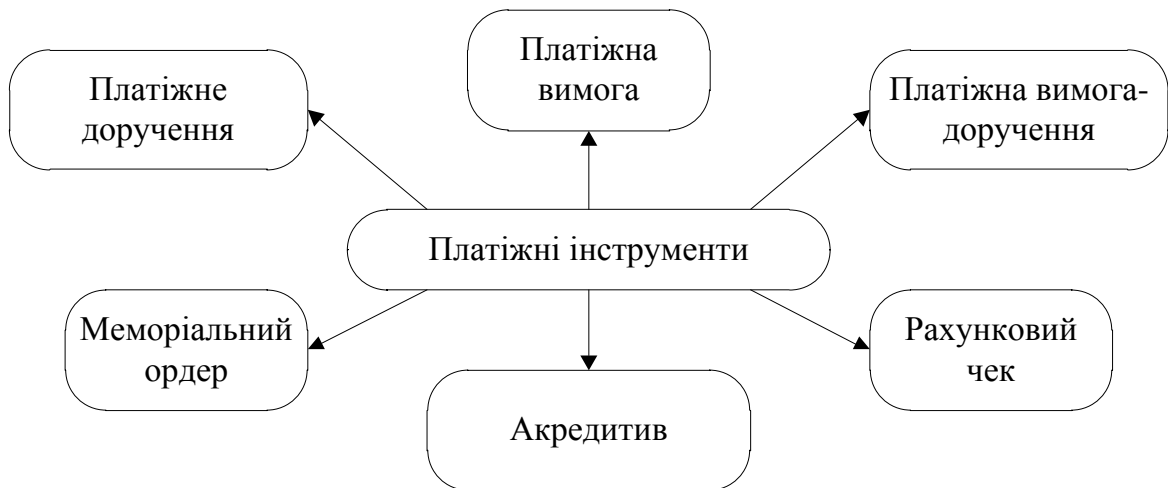 Платіжне
доручення
Платіжна
вимога
Платіжна вимога-
доручення
Платіжні інструменти
Меморіальний
ордер
Акредитив
Рахунковий
чек